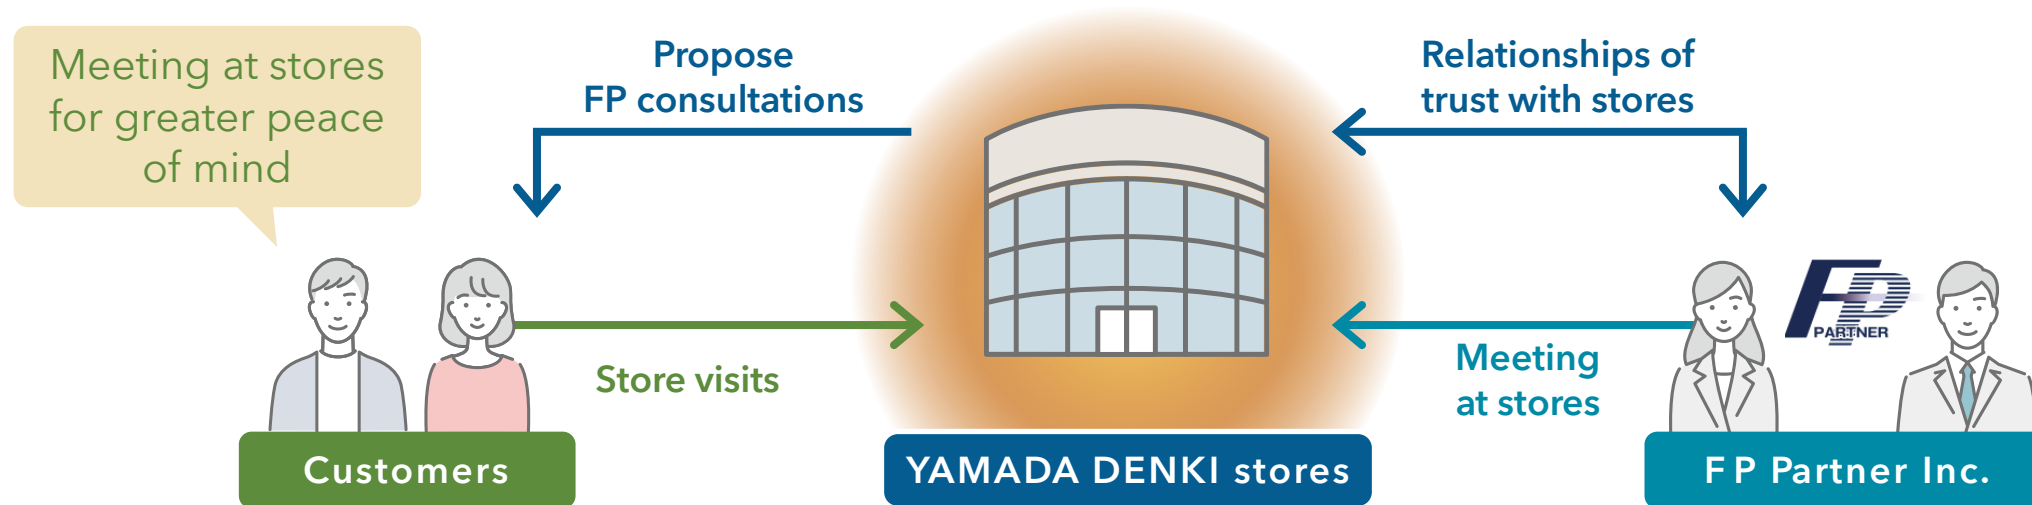 Meeting at stores
for greater peace
of mind
Propose
FP consultations
Relationships of
trust with stores
Store visits
Meeting
at stores
FP
PARTNER
Customers
YAMADA DENKI stores
FP Partner Inc.